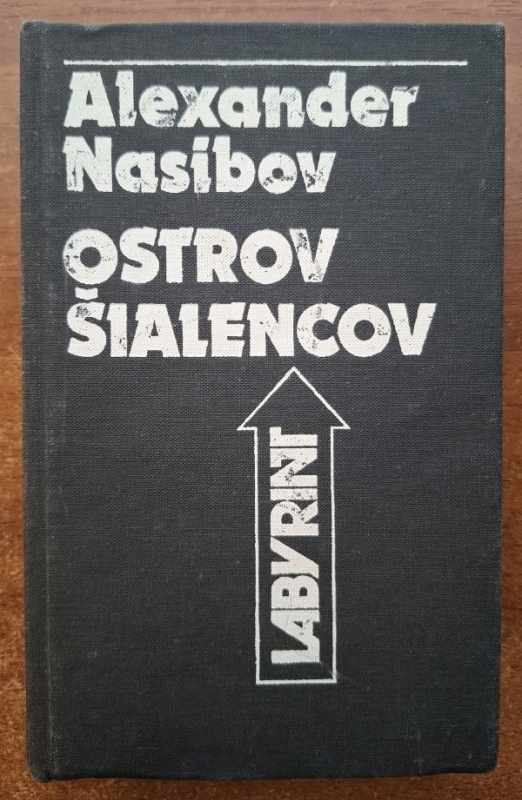 Alexander
Nasibov
OSTROV
ŠIALENCOV
LABYRINT